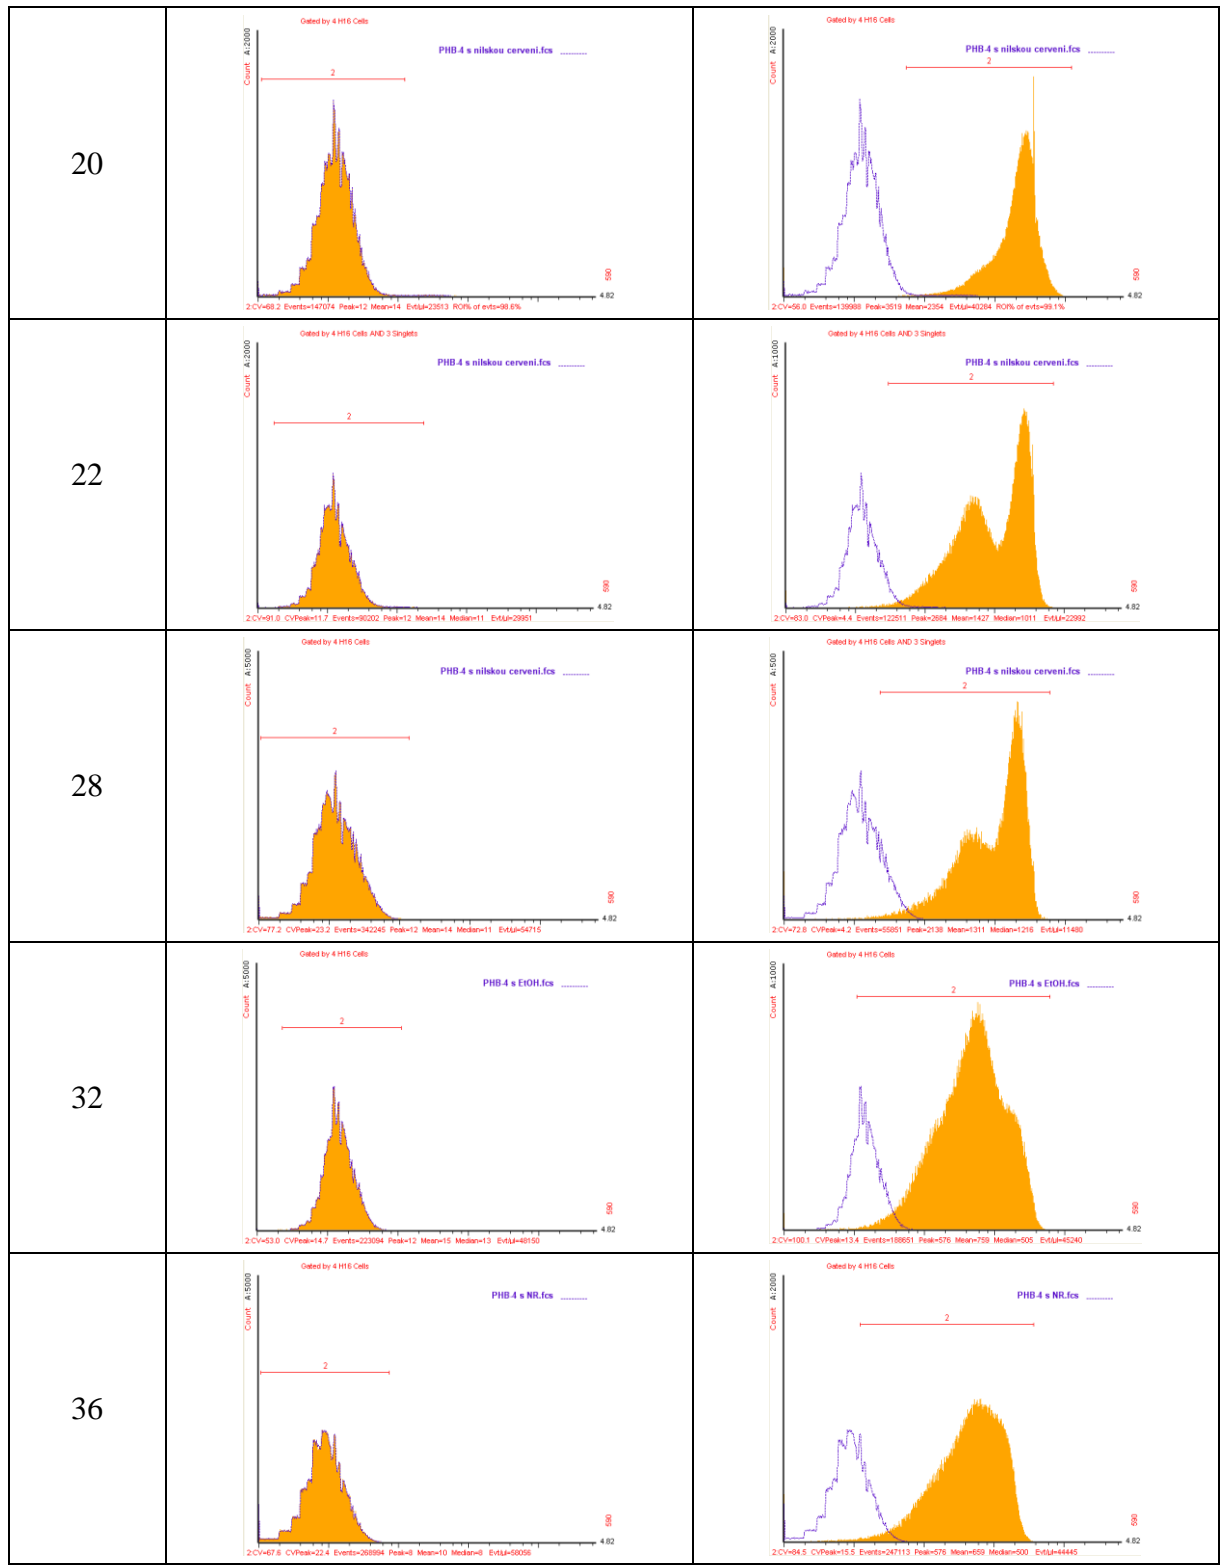 20
Gated by 4 H16 Cells
Count A:2000
PHB-4 s nilskou cerveni.fcs
2
590
4.82
2:CV=68.2 Events=147074 Peak=12 Mean=14 Evt/µl=23513 ROI% of evts=98.6%
Gated by 4 H16 Cells
Count A:2000
PHB-4 s nilskou cerveni.fcs
2
590
4.82
2:CV=56.0 Events=139988 Peak=3519 Mean=2354 Evt/µl=40284 ROI% of evts=99.1%
22
Gated by 4 H16 Cells AND 3 Singlets
Count A:2000
PHB-4 s nilskou cerveni.fcs
2
590
4.82
2:CV=91.0 CVPeak=11.7 Events=90202 Peak=12 Mean=14 Median=11 Evt/µl=29951
Gated by 4 H16 Cells AND 3 Singlets
Count A:1000
PHB-4 s nilskou cerveni.fcs
2
590
4.82
2:CV=83.0 CVPeak=4.4 Events=122511 Peak=2684 Mean=1427 Median=1011 Evt/µl=22992
28
Gated by 4 H16 Cells
Count A:5000
PHB-4 s nilskou cerveni.fcs
2
590
4.82
2:CV=77.2 CVPeak=23.2 Events=342245 Peak=12 Mean=14 Median=11 Evt/µl=54715
Gated by 4 H16 Cells AND 3 Singlets
Count A:500
PHB-4 s nilskou cerveni.fcs
2
590
4.82
2:CV=72.8 CVPeak=4.2 Events=55851 Peak=2138 Mean=1311 Median=1216 Evt/µl=11480
32
Gated by 4 H16 Cells
Count A:5000
PHB-4 s EtOH.fcs
2
590
4.82
2:CV=53.0 CVPeak=14.7 Events=223094 Peak=12 Mean=15 Median=13 Evt/µl=48150
Gated by 4 H16 Cells
Count A:1000
PHB-4 s EtOH.fcs
2
590
4.82
2:CV=100.1 CVPeak=13.4 Events=188651 Peak=576 Mean=759 Median=505 Evt/µl=45240
36
Gated by 4 H16 Cells
Count A:5000
PHB-4 s NR.fcs
2
590
4.82
2:CV=67.6 CVPeak=22.4 Events=268994 Peak=8 Mean=10 Median=8 Evt/µl=58056
Gated by 4 H16 Cells
Count A:2000
PHB-4 s NR.fcs
2
590
4.82
2:CV=84.5 CVPeak=15.5 Events=247113 Peak=576 Mean=659 Median=500 Evt/µl=44445